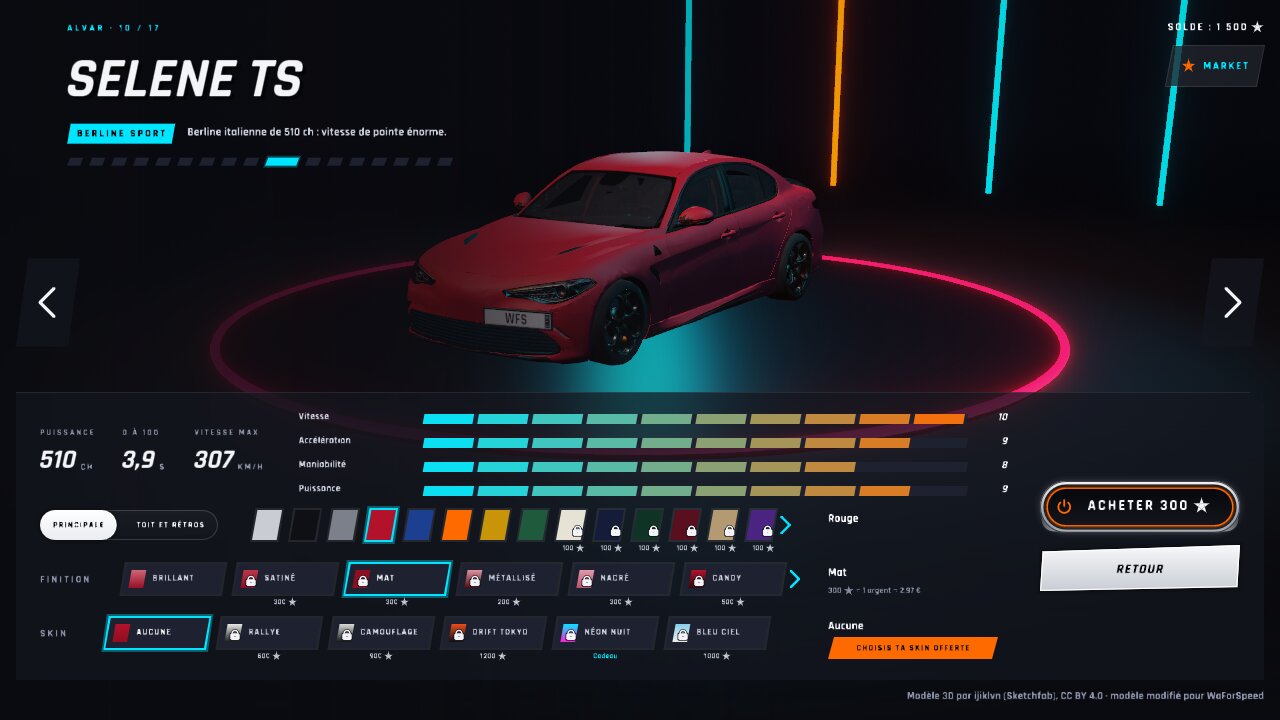 ALVAR · 10 / 17
SOLDE : 1 500 ★
SELENE TS
★ MARKET
BERLINE SPORT
Berline italienne de 510 ch : vitesse de pointe énorme.
WFS
PUISSANCE
510 CH
0 À 100
3,9 S
VITESSE MAX
307 KM/H
Vitesse 10
Accélération 9
Maniabilité 8
Puissance 9
PRINCIPALE
TOIT ET RÉTROS
100 ★ 100 ★ 100 ★ 100 ★ 100 ★ 100 ★
Rouge
ACHETER 300 ★
RETOUR
FINITION
BRILLANT
SATINÉ
MAT
MÉTALLISÉ
NACRÉ
CANDY
300 ★ 300 ★ 200 ★ 300 ★ 500 ★
Mat
300 ★ = 1 urgent = 2.97 €
SKIN
AUCUNE
RALLYE
CAMOUFLAGE
DRIFT TOKYO
NÉON NUIT
BLEU CIEL
600 ★ 900 ★ 1200 ★ Cadeau 1000 ★
Aucune
CHOISIS TA SKIN OFFERTE
Modèle 3D par ijiklvn (Sketchfab), CC BY 4.0 · modèle modifié pour WaForSpeed